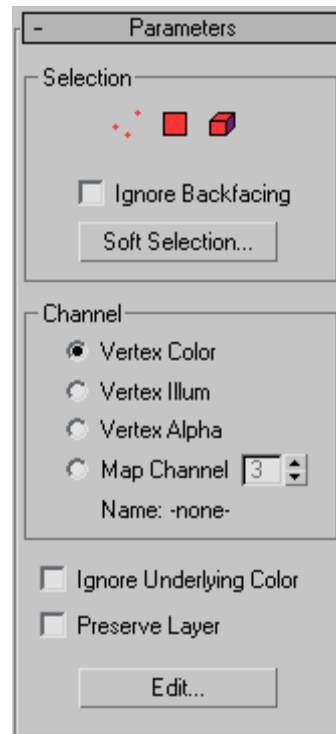 - Parameters
Selection
Ignore Backfacing
Soft Selection...
Channel
Vertex Color
Vertex Illum
Vertex Alpha
Map Channel 3
Name: -none-
Ignore Underlying Color
Preserve Layer
Edit...